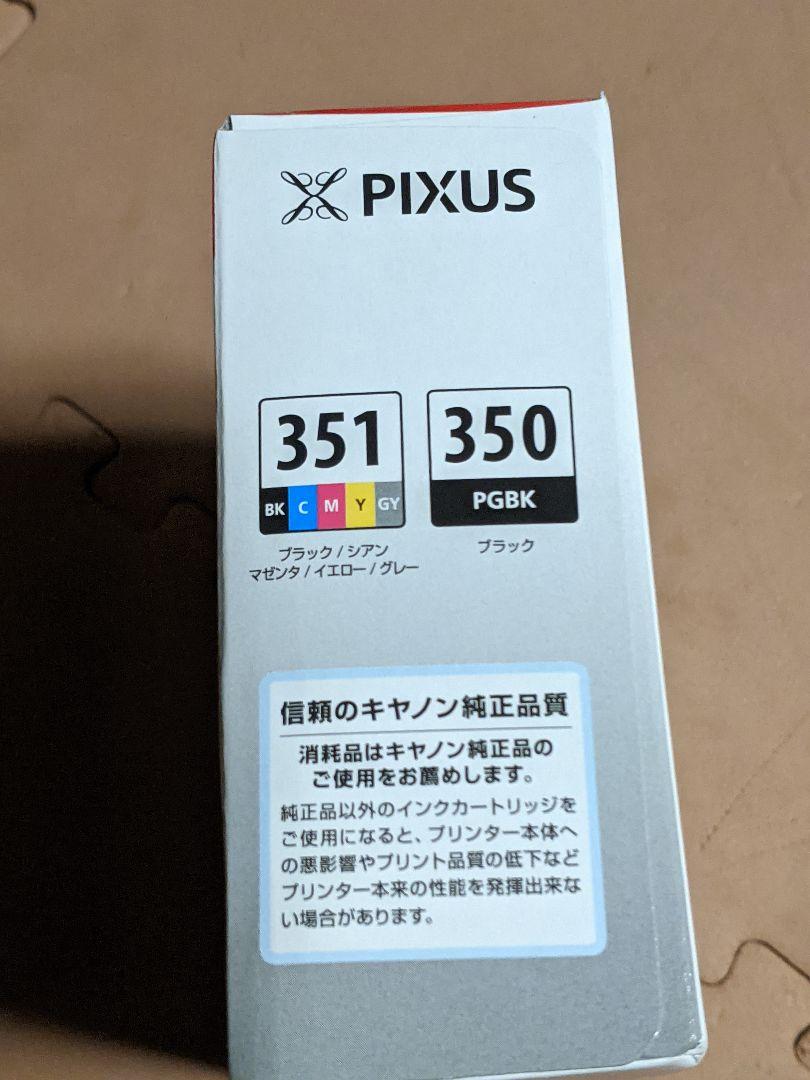 PIXUS
351
BK C M Y GY
ブラック / シアン
マゼンタ / イエロー / グレー
350
PGBK
ブラック
信頼のキヤノン純正品質
消耗品はキヤノン純正品の
ご使用をお薦めします。
純正品以外のインクカートリッジを
ご使用になると、プリンター本体へ
の悪影響やプリント品質の低下など
プリンター本来の性能を発揮出来な
い場合があります。